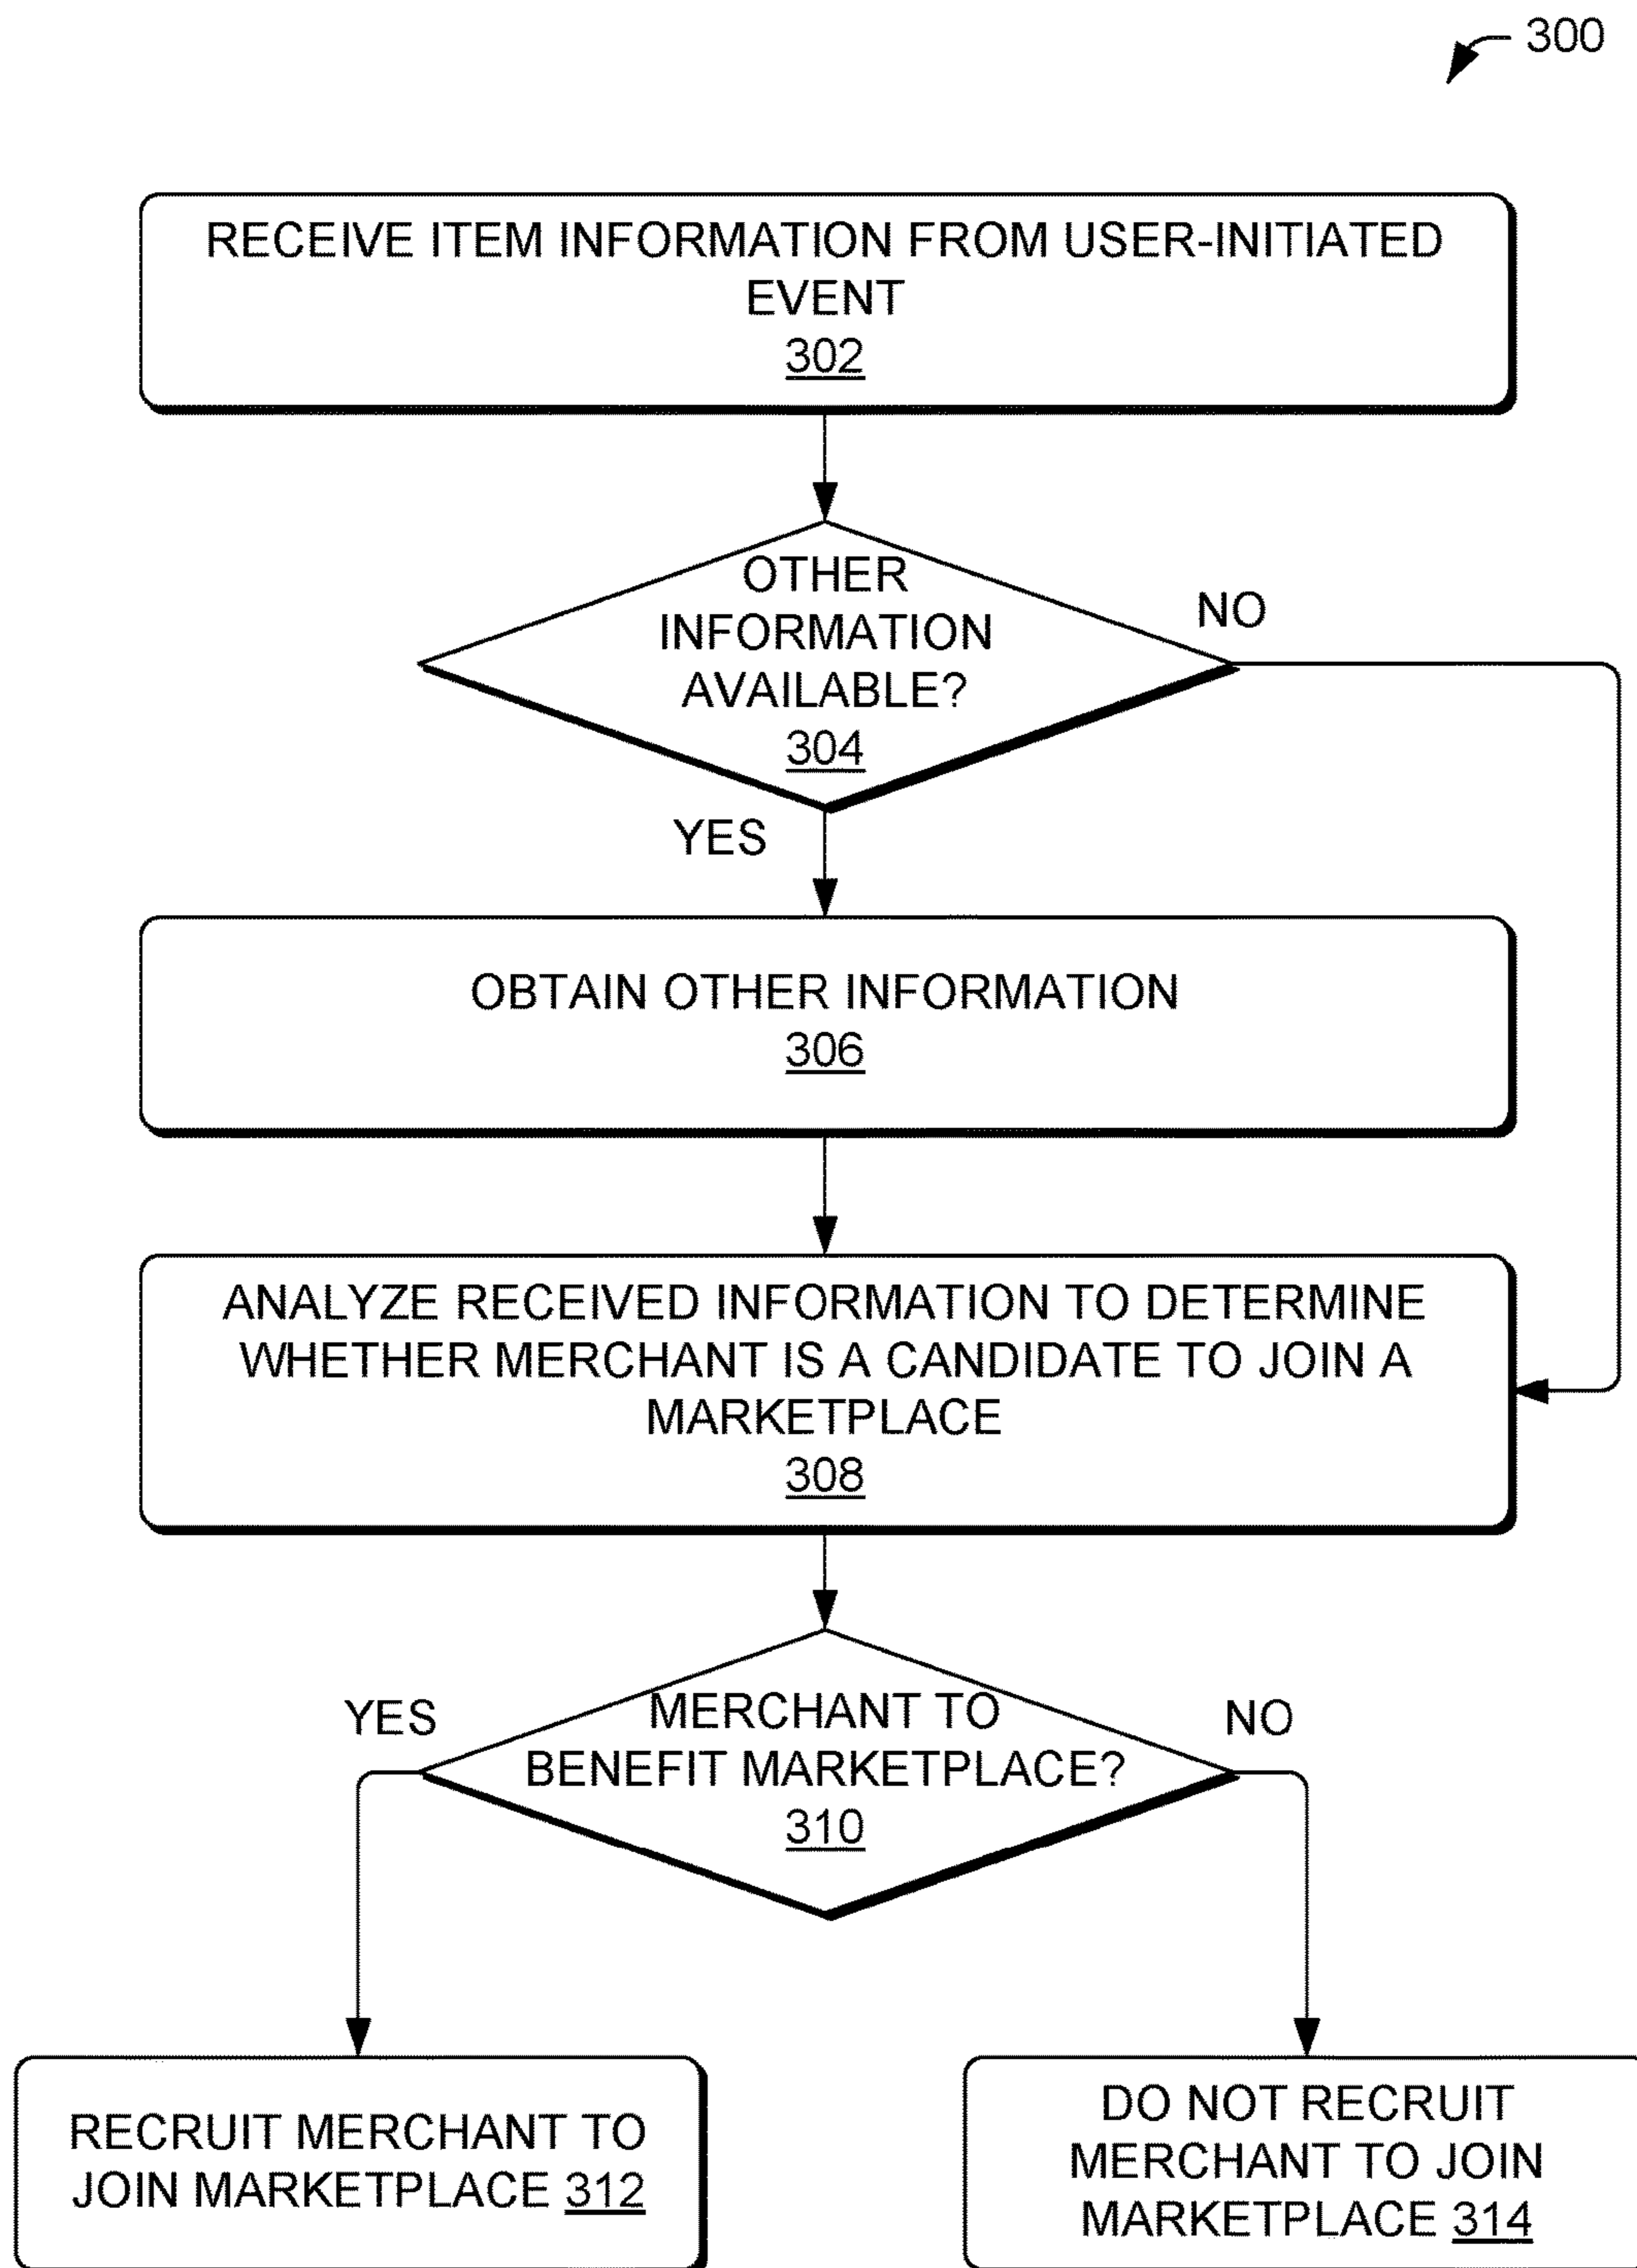 300
RECEIVE ITEM INFORMATION FROM USER-INITIATED
EVENT
302
OTHER
INFORMATION
AVAILABLE?
304
NO
YES
OBTAIN OTHER INFORMATION
306
ANALYZE RECEIVED INFORMATION TO DETERMINE
WHETHER MERCHANT IS A CANDIDATE TO JOIN A
MARKETPLACE
308
YES
MERCHANT TO
BENEFIT MARKETPLACE?
310
NO
RECRUIT MERCHANT TO
JOIN MARKETPLACE 312
DO NOT RECRUIT
MERCHANT TO JOIN
MARKETPLACE 314